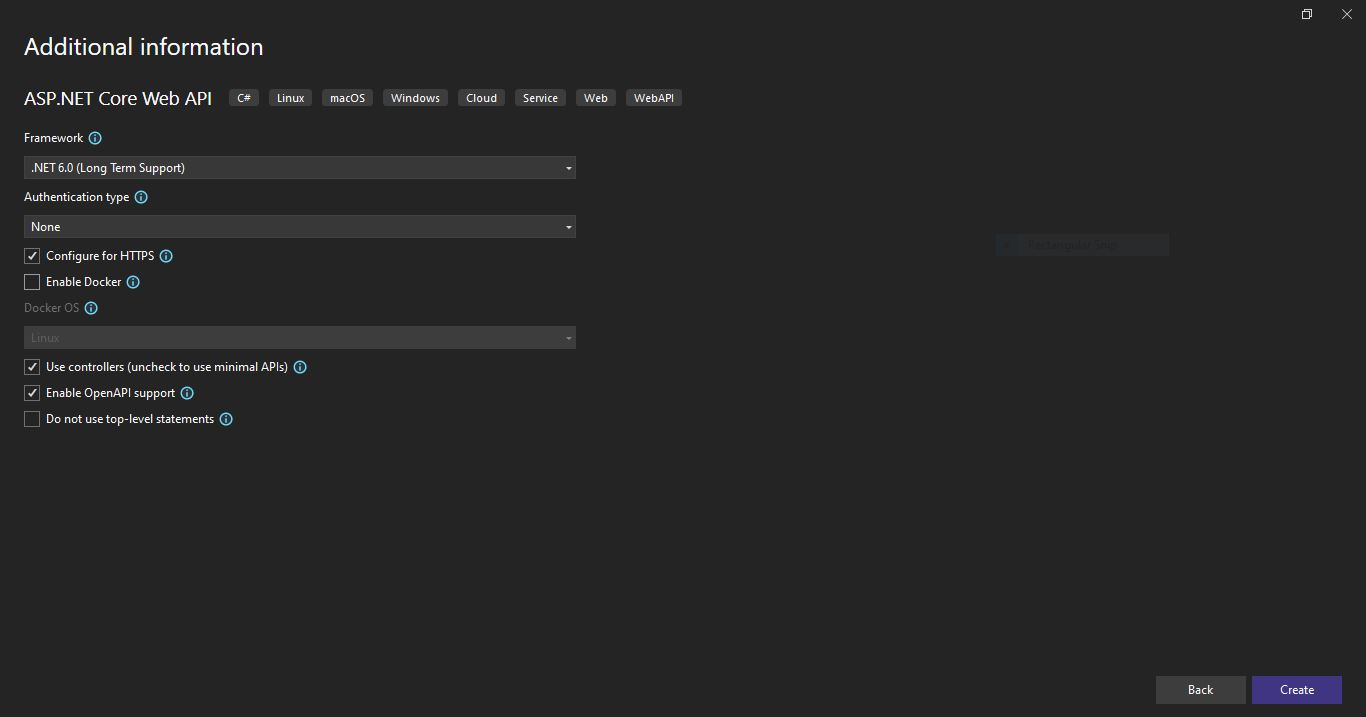 Additional information
ASP.NET Core Web API C# Linux macOS Windows Cloud Service Web WebAPI
Framework
.NET 6.0 (Long Term Support)
Authentication type
None
Rectangular Snip
Configure for HTTPS
Enable Docker
Docker OS
Linux
Use controllers (uncheck to use minimal APIs)
Enable OpenAPI support
Do not use top-level statements
Back Create